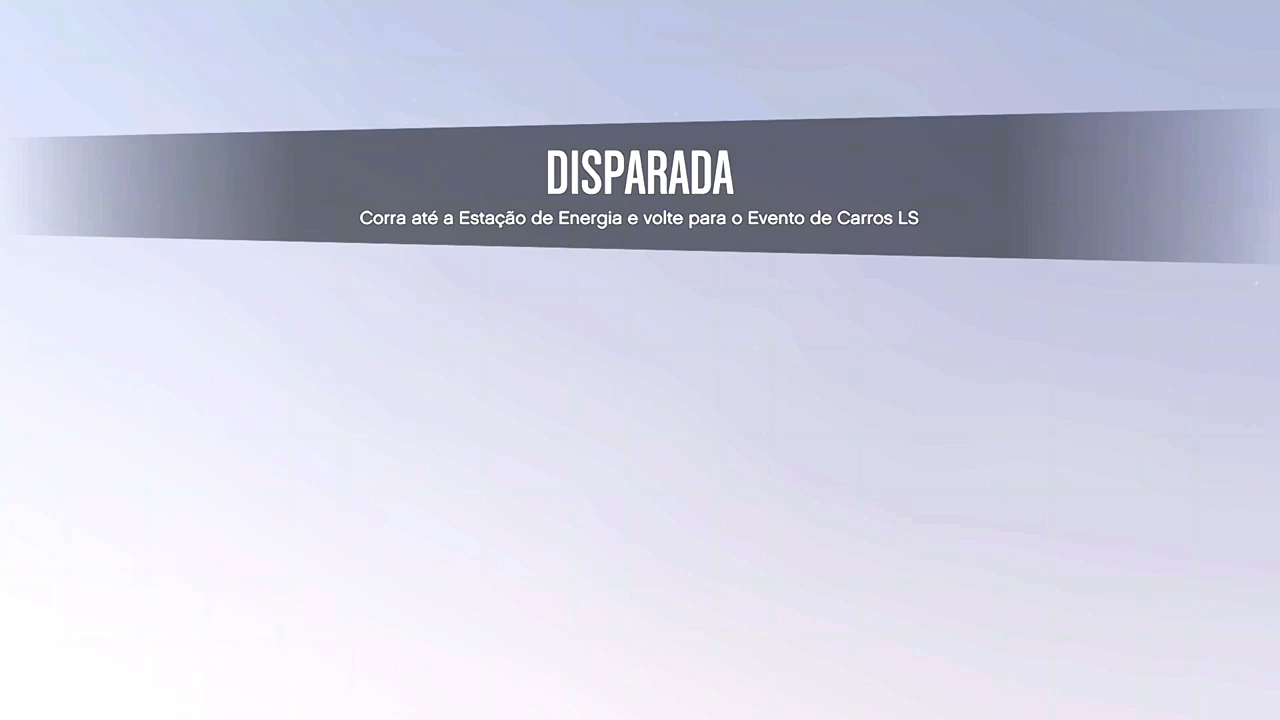 DISPARADA
Corra até a Estação de Energia e volte para o Evento de Carros LS